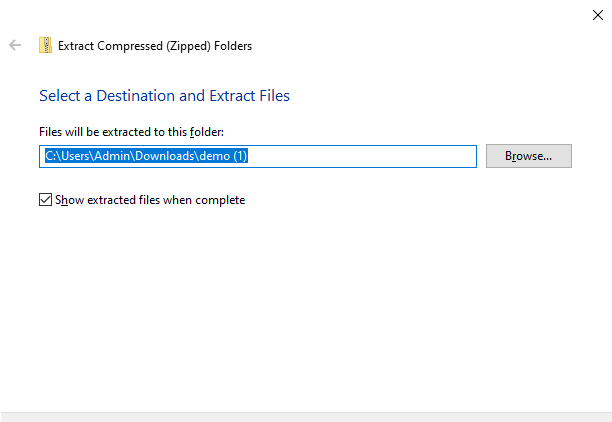 Extract Compressed (Zipped) Folders
Select a Destination and Extract Files
Files will be extracted to this folder:
C:\Users\Admin\Downloads\demo (1)
Browse...
Show extracted files when complete